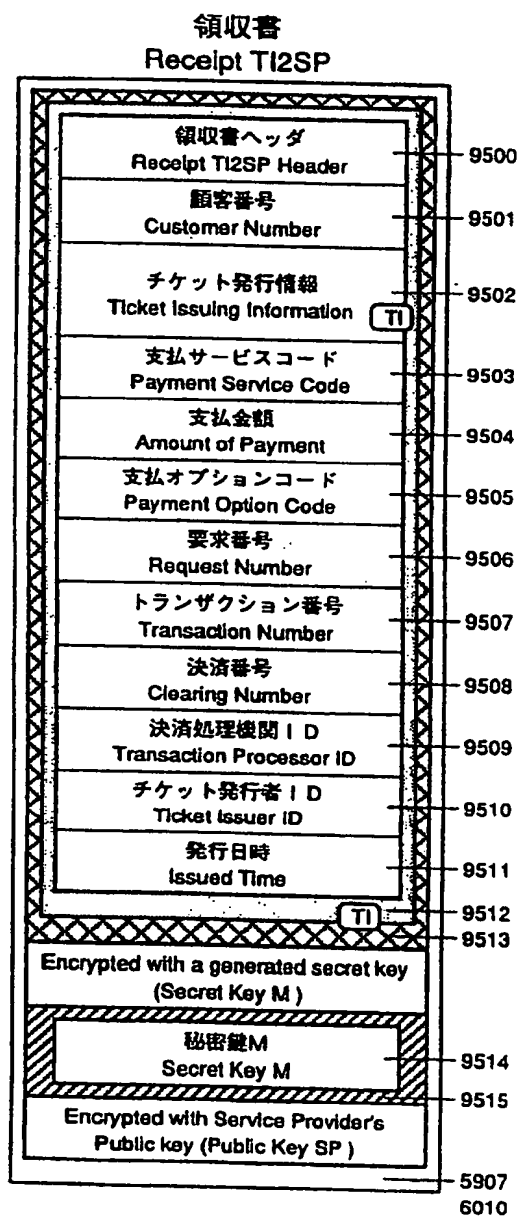 領収書
Receipt TI2SP
領収書ヘッダ
Receipt TI2SP Header
9500
顧客番号
Customer Number
9501
チケット発行情報
Ticket Issuing Information
TI
9502
支払サービスコード
Payment Service Code
9503
支払金額
Amount of Payment
9504
支払オプションコード
Payment Option Code
9505
要求番号
Request Number
9506
トランザクション番号
Transaction Number
9507
決済番号
Clearing Number
9508
決済処理機関ID
Transaction Processor ID
9509
チケット発行者ID
Ticket Issuer ID
9510
発行日時
Issued Time
9511
TI
9512
9513
Encrypted with a generated secret key
(Secret Key M )
秘密鍵M
Secret Key M
9514
9515
Encrypted with Service Provider's
Public key (Public Key SP )
5907
6010